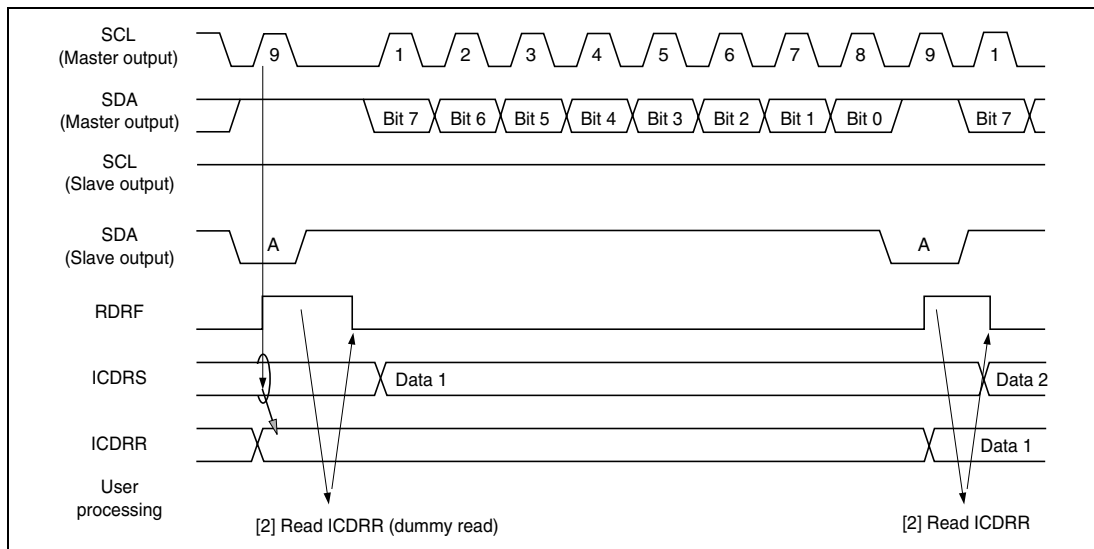 SCL
(Master output)
9 1 2 3 4 5 6 7 8 9 1
SDA
(Master output)
Bit 7 Bit 6 Bit 5 Bit 4 Bit 3 Bit 2 Bit 1 Bit 0 Bit 7
SCL
(Slave output)
SDA
(Slave output)
A A
RDRF
ICDRS
Data 1 Data 2
ICDRR
Data 1
User
processing
[2] Read ICDRR (dummy read) [2] Read ICDRR